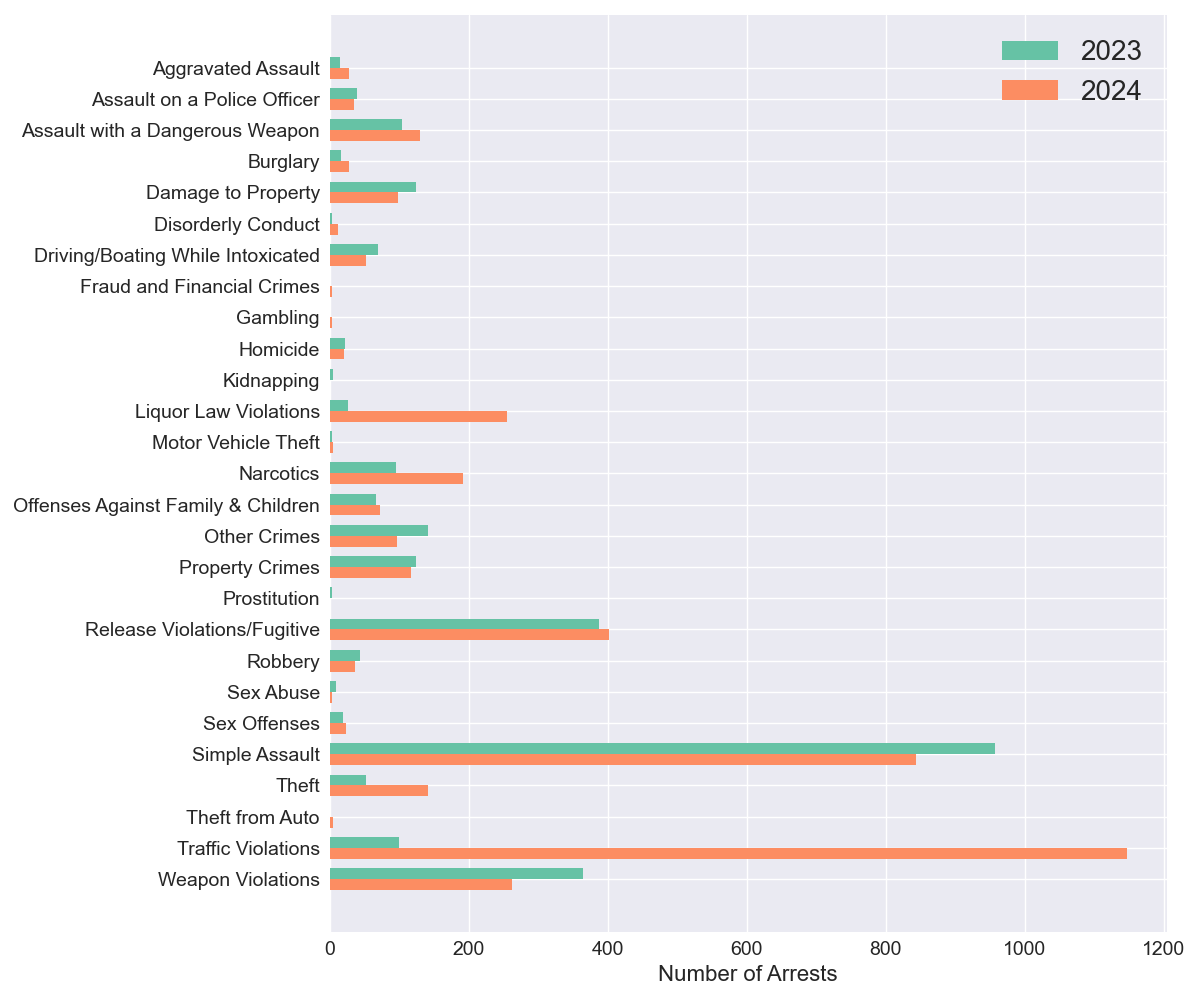 2023
2024
Aggravated Assault
Assault on a Police Officer
Assault with a Dangerous Weapon
Burglary
Damage to Property
Disorderly Conduct
Driving/Boating While Intoxicated
Fraud and Financial Crimes
Gambling
Homicide
Kidnapping
Liquor Law Violations
Motor Vehicle Theft
Narcotics
Offenses Against Family & Children
Other Crimes
Property Crimes
Prostitution
Release Violations/Fugitive
Robbery
Sex Abuse
Sex Offenses
Simple Assault
Theft
Theft from Auto
Traffic Violations
Weapon Violations
0 200 400 600 800 1000 1200
Number of Arrests